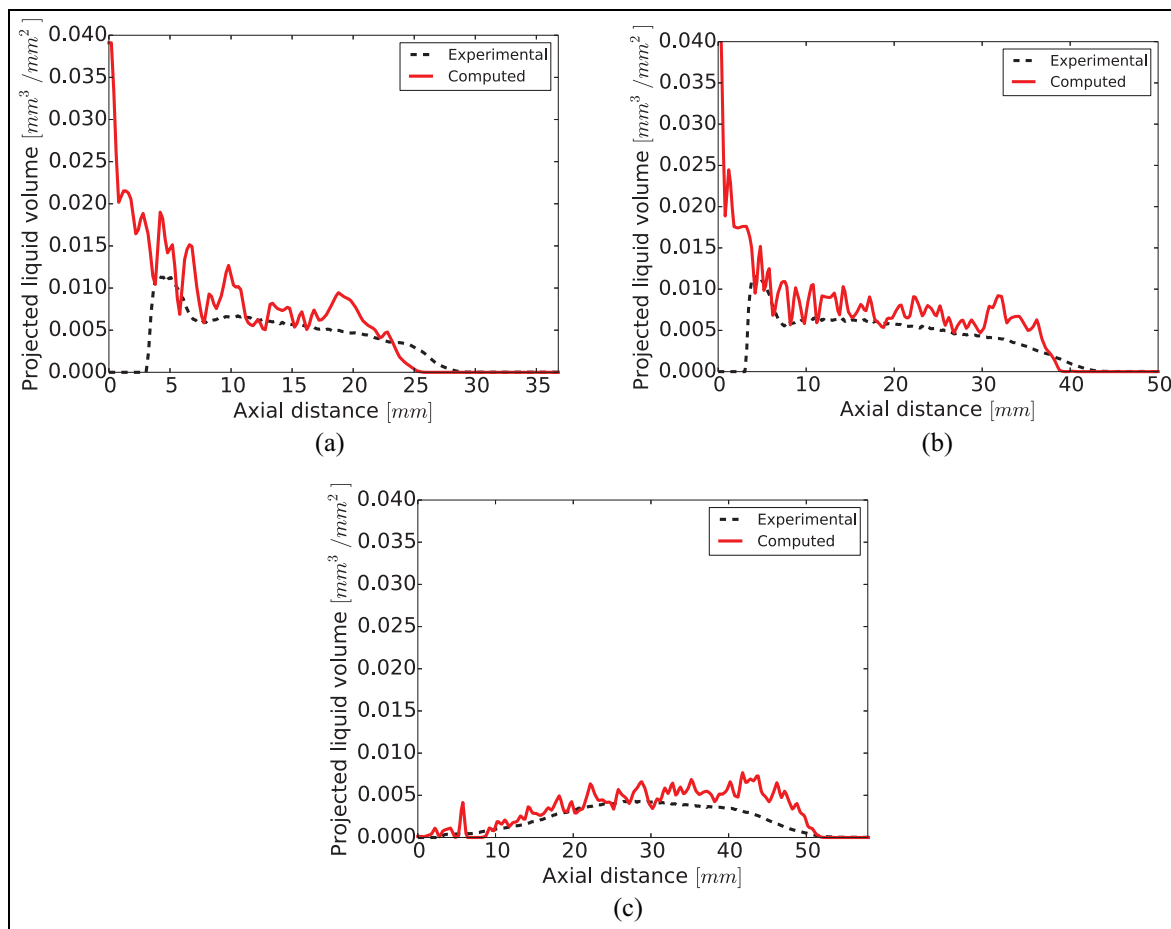 0.040
0.035
0.030
0.025
0.020
0.015
0.010
0.005
0.000
0 5 10 15 20 25 30 35
Projected liquid volume [mm³/mm²]
Axial distance [mm]
Experimental
Computed
(a)
0.040
0.035
0.030
0.025
0.020
0.015
0.010
0.005
0.000
0 10 20 30 40 50
Projected liquid volume [mm³/mm²]
Axial distance [mm]
Experimental
Computed
(b)
0.040
0.035
0.030
0.025
0.020
0.015
0.010
0.005
0.000
0 10 20 30 40 50
Projected liquid volume [mm³/mm²]
Axial distance [mm]
Experimental
Computed
(c)